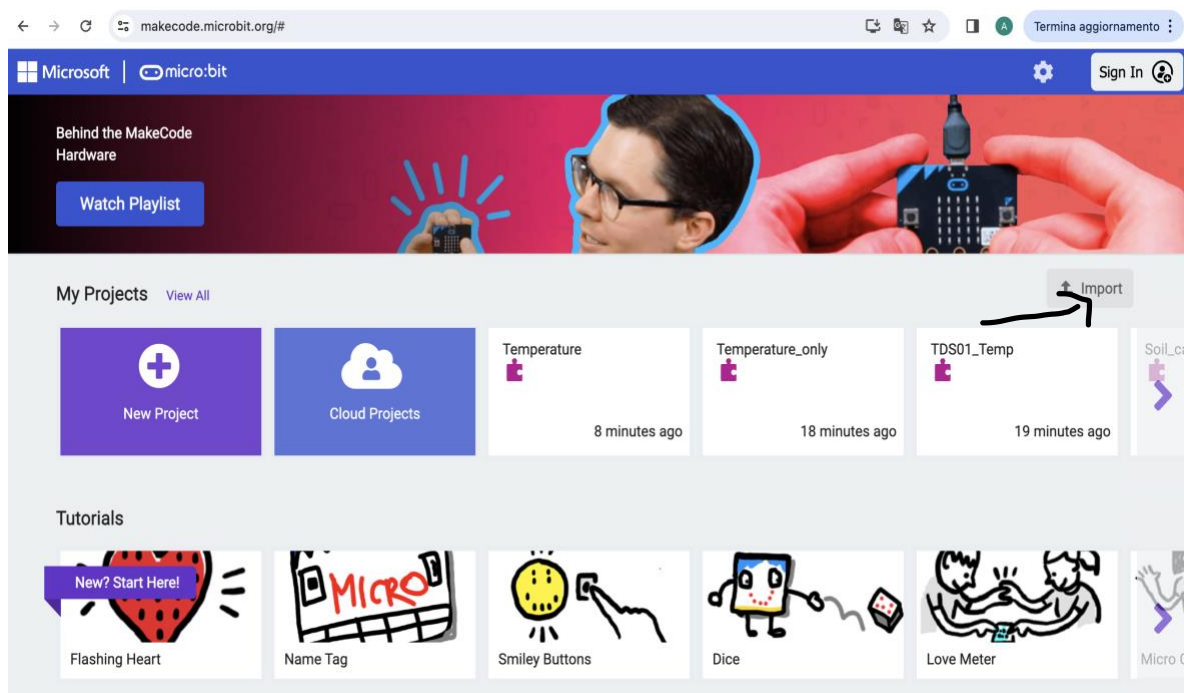 makecode.microbit.org/#
Termina aggiornamento
A
Microsoft micro:bit
Sign In
Behind the MakeCode
Hardware
Watch Playlist
My Projects View All
Import
New Project
Cloud Projects
Temperature
8 minutes ago
Temperature_only
18 minutes ago
TDS01_Temp
19 minutes ago
Tutorials
New? Start Here!
Flashing Heart
MICRO
Name Tag
Smiley Buttons
Dice
Love Meter
Micro